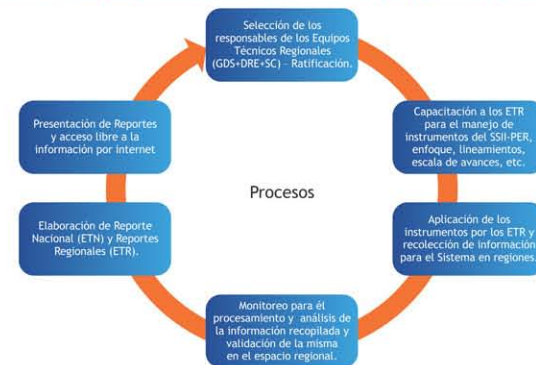 Selección de los
responsables de los Equipos
Técnicos Regionales
(GDS+DRE+SC) – Ratificación.
Capacitación a los ETR
para el manejo de
instrumentos del SSII-PER,
enfoque, lineamientos,
escala de avances, etc.
Aplicación de los
instrumentos por los ETR y
recolección de información
para el Sistema en regiones.
Monitoreo para él
procesamiento y análisis de
la información recopilada y
validación de la misma
en el espacio regional.
Elaboración de Reporte
Nacional (ETN) y Reportes
Regionales (ETR).
Presentación de Reportes
y acceso libre a la
información por internet
Procesos